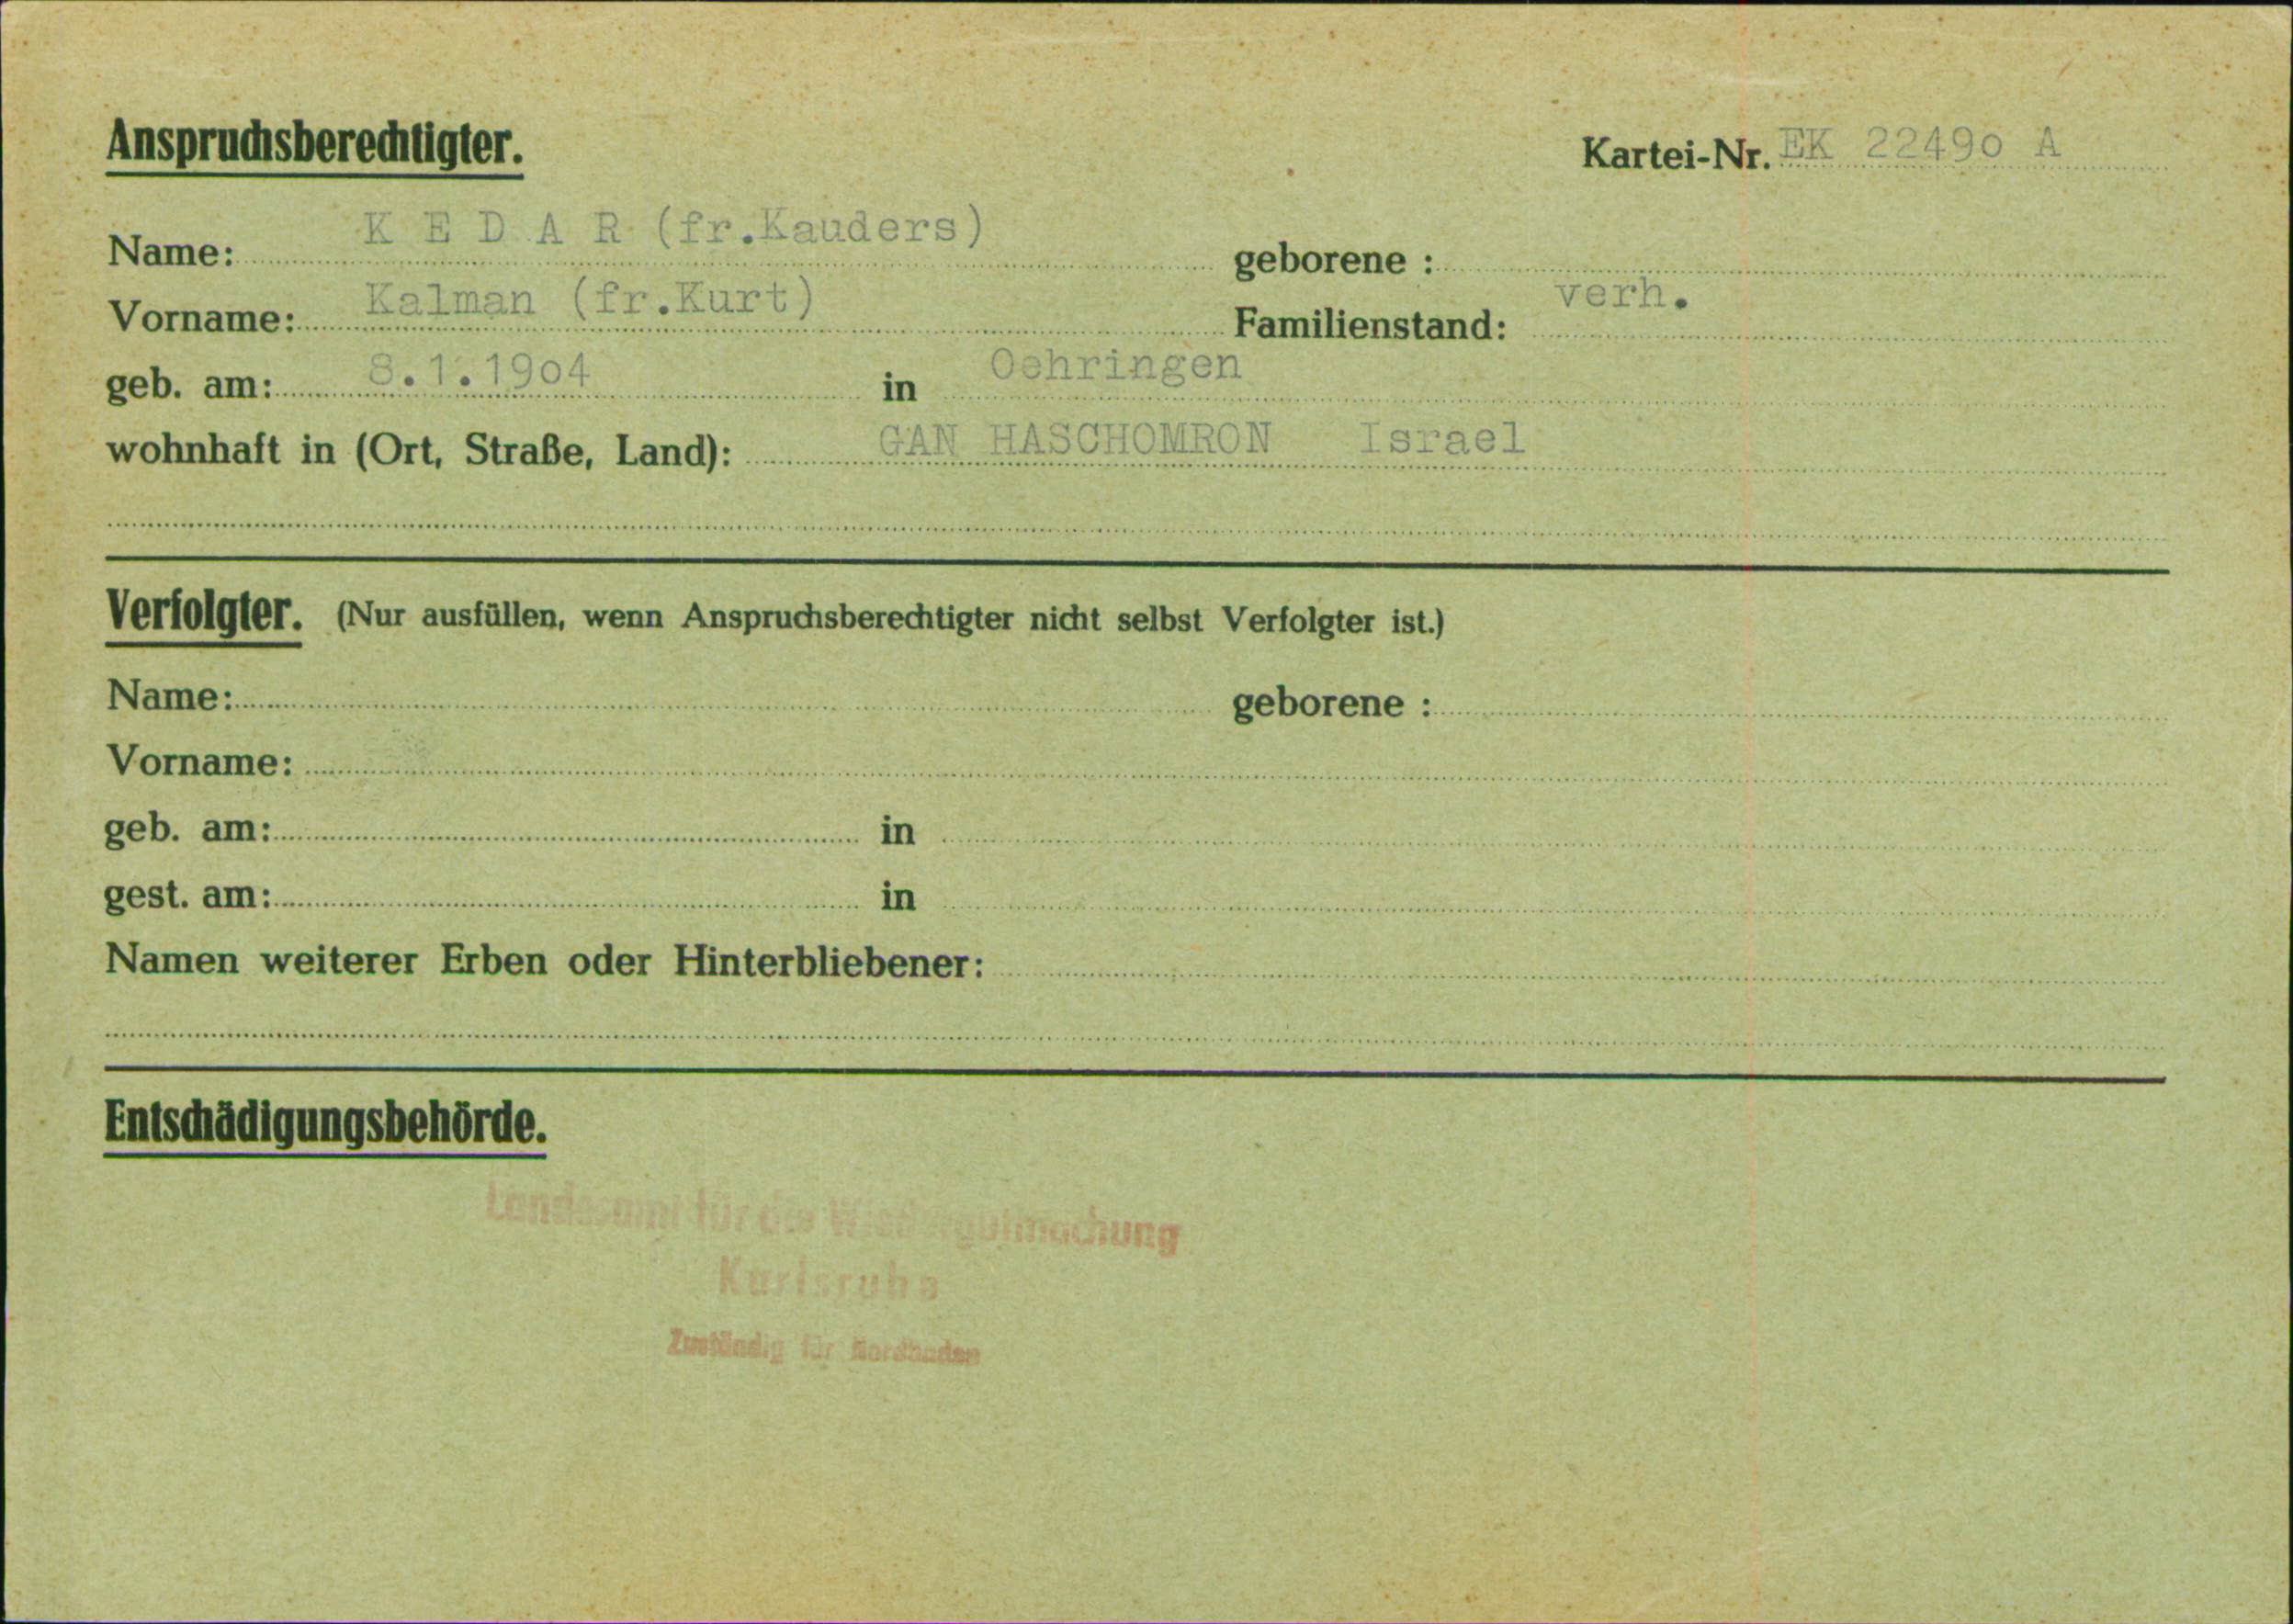 Anspruchsberechtigter.
Kartei-Nr. EK 22490 A
Name: K E D A R (fr.Kauders) geborene :
Vorname: Kalman (fr.Kurt) Familienstand: verh.
geb. am: 8.1.1904 in Oehringen
wohnhaft in (Ort, Straße, Land): GAN HASCHOMRON Israel
Verfolgter. (Nur ausfüllen, wenn Anspruchsberechtigter nicht selbst Verfolgter ist.)
Name: geborene :
Vorname:
geb. am: in
gest. am: in
Namen weiterer Erben oder Hinterbliebener:
Entschädigungsbehörde.
Landesamt für die Wiedergutmachung
Karlsruhe
Zuständig für Nordbaden